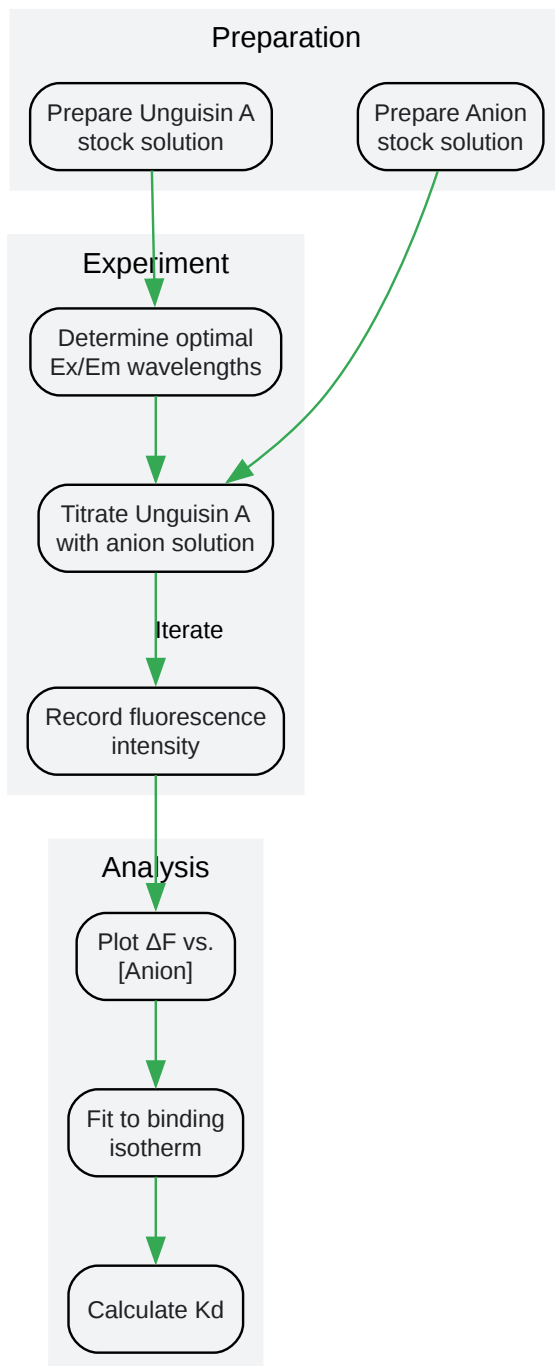 Preparation
Prepare Unguisin A
stock solution
Prepare Anion
stock solution
Experiment
Determine optimal
Ex/Em wavelengths
Titrate Unguisin A
with anion solution
Iterate
Record fluorescence
intensity
Analysis
Plot ΔF vs.
[Anion]
Fit to binding
isotherm
Calculate Kd